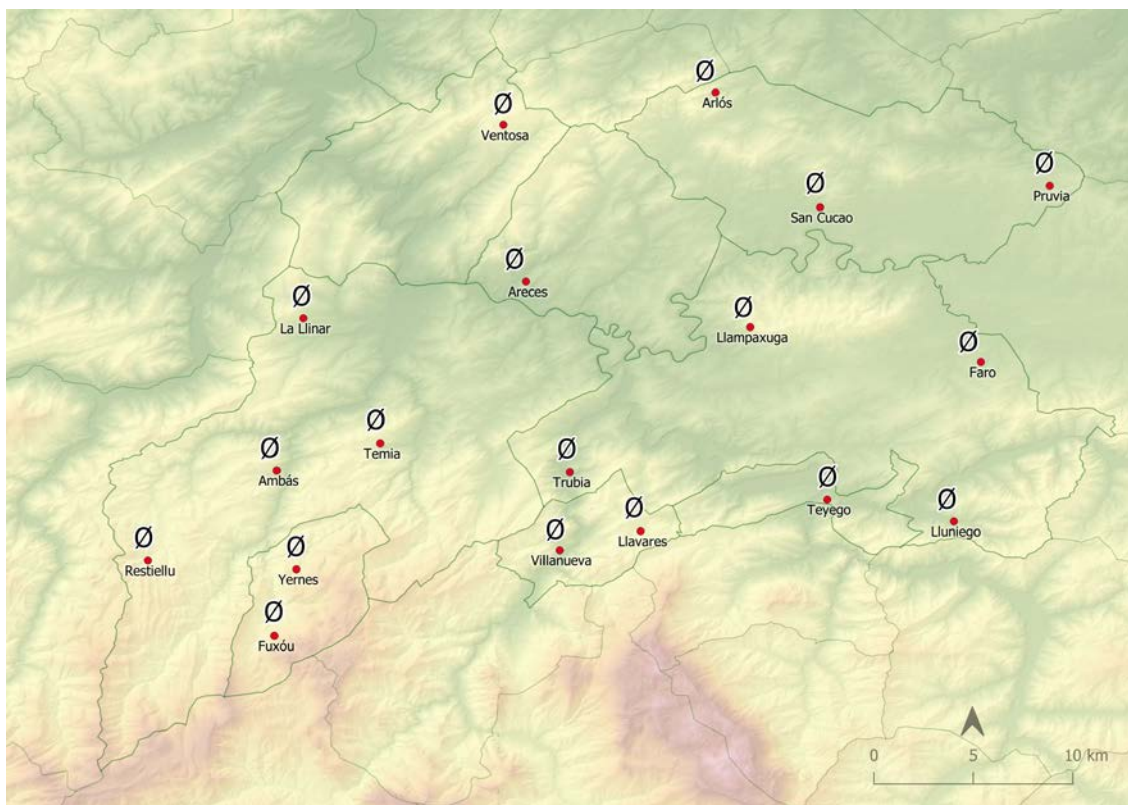 Ø
Arlós
Ø
Ventosa
Ø
Pruvia
Ø
San Cucao
Ø
Areces
Ø
La Llinar
Ø
Llampaxuga
Ø
Faro
Ø
Temia
Ø
Ambás
Ø
Trubia
Ø
Teyego
Ø
Lluniego
Ø
Llavares
Ø
Villanueva
Ø
Restiellu
Ø
Yernes
Ø
Fuxóu
0 5 10 km